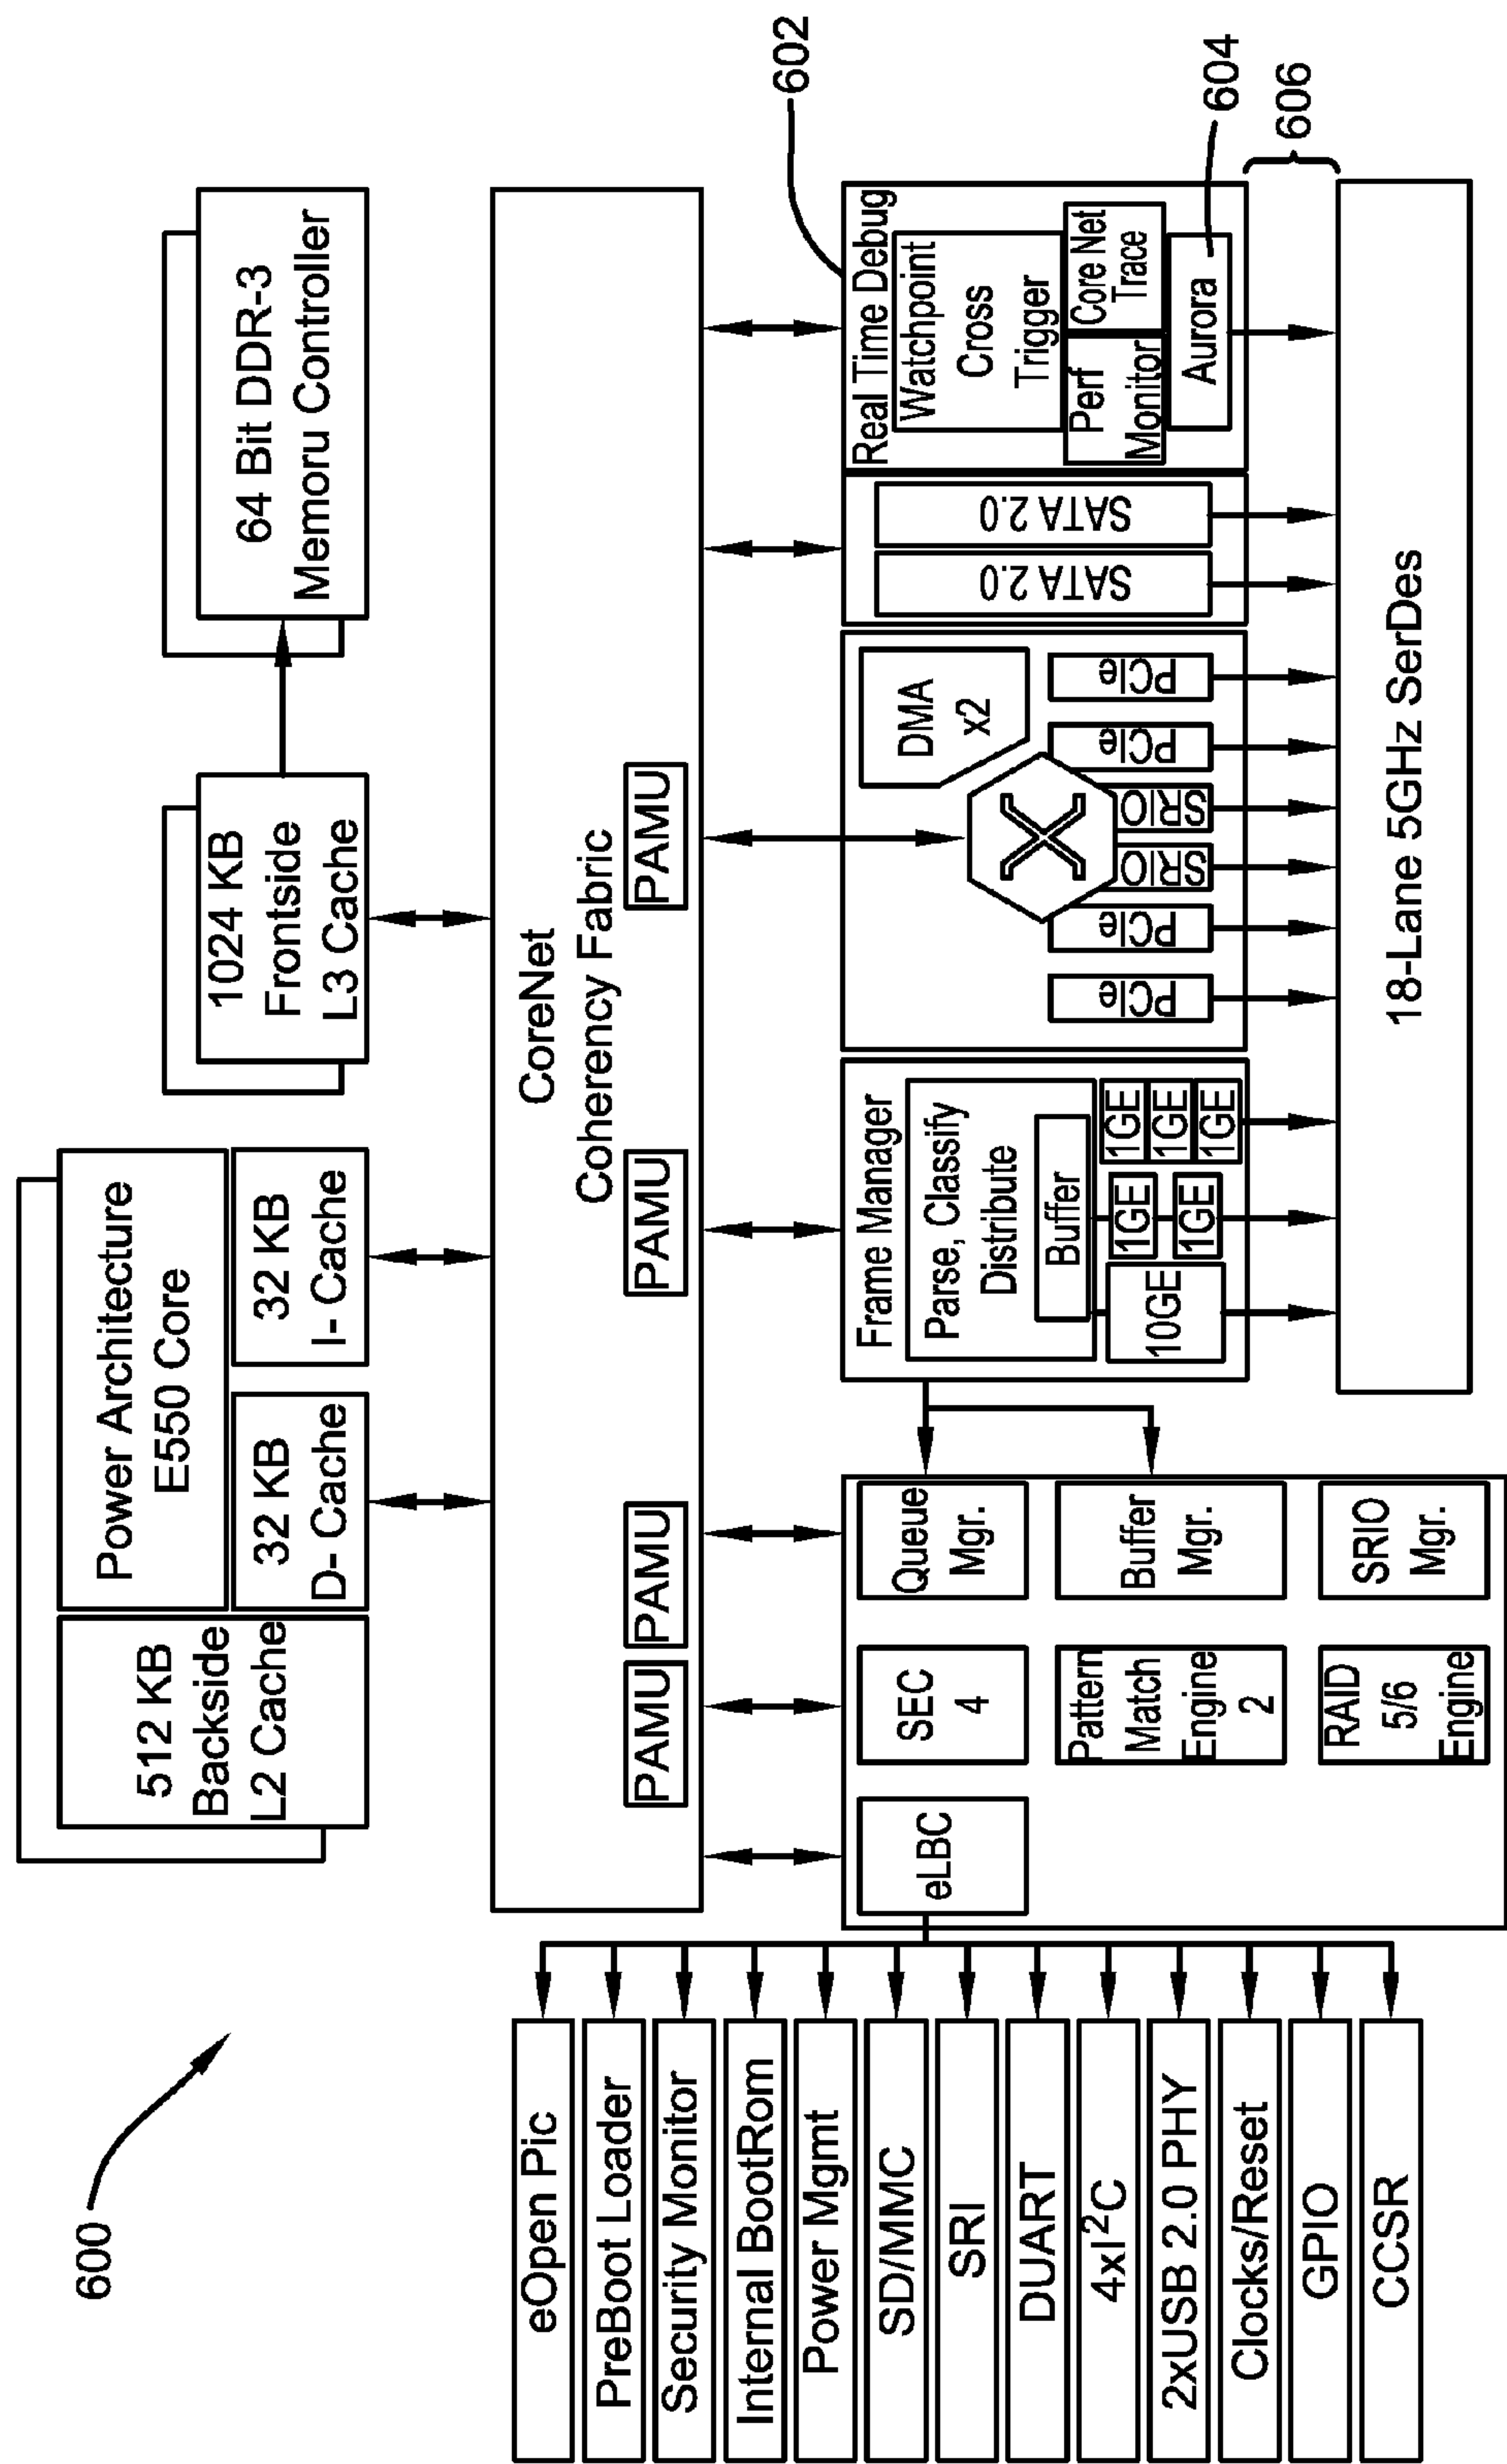 600
512 KB
Backside
L2 Cache
Power Architecture
E550 Core
32 KB
D- Cache
32 KB
I- Cache
1024 KB
Frontside
L3 Cache
64 Bit DDR-3
Memoru Controller
CoreNet
Coherency Fabric
PAMU
PAMU
PAMU
PAMU
eOpen Pic
PreBoot Loader
Security Monitor
Internal BootRom
Power Mgmt
SD/MMC
SRI
DUART
4xI²C
2xUSB 2.0 PHY
Clocks/Reset
GPIO
CCSR
eLBC
SEC
4
Queue
Mgr.
Pattern
Match
Engine
2
Buffer
Mgr.
RAID
5/6
Engine
SRIO
Mgr.
Frame Manager
Parse, Classify
Distribute
Buffer
10GE
1GE
1GE
1GE
1GE
1GE
DMA
x2
PCIe
PCIe
SRIO
SRIO
PCIe
PCIe
SATA 2.0
SATA 2.0
Real Time Debug
Watchpoint
Cross
Trigger
Perf
Monitor
Core Net
Trace
Aurora
602
604
606
18-Lane 5GHz SerDes